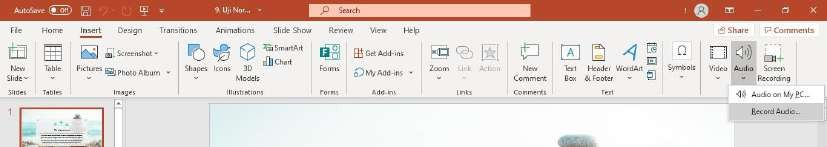 AutoSave Off 9. Uji Nor... Search
File Home Insert Design Transitions Animations Slide Show Review View Help Share Comments
New Slide Table Pictures Screenshot Photo Album Shapes Icons 3D Models SmartArt Chart Forms Get Add-ins My Add-ins Zoom Link Action New Comment Text Box Header & Footer WordArt Symbols Video Audio Screen Recording
Slides Tables Images Illustrations Forms Add-ins Links Comments Text Media
Audio on My PC...
Record Audio...
1